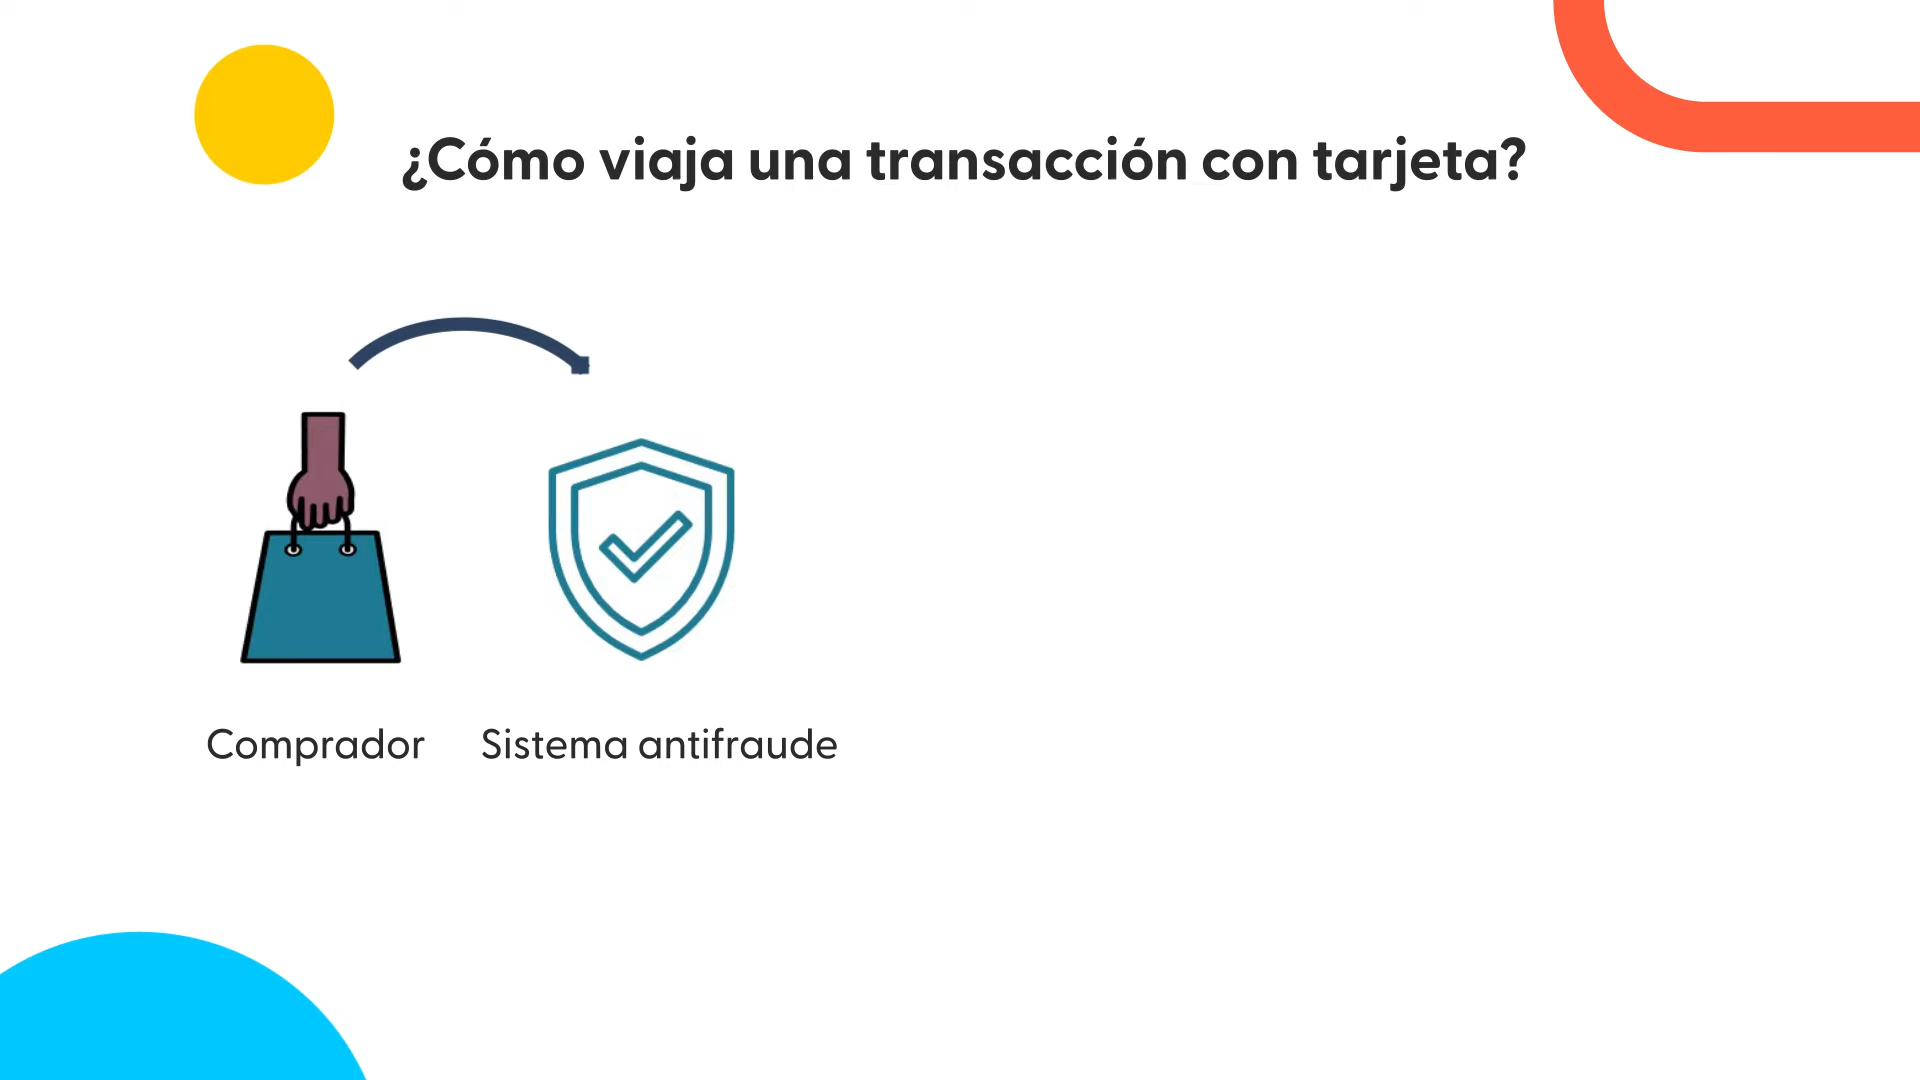 ¿Cómo viaja una transacción con tarjeta?
Comprador
Sistema antifraude